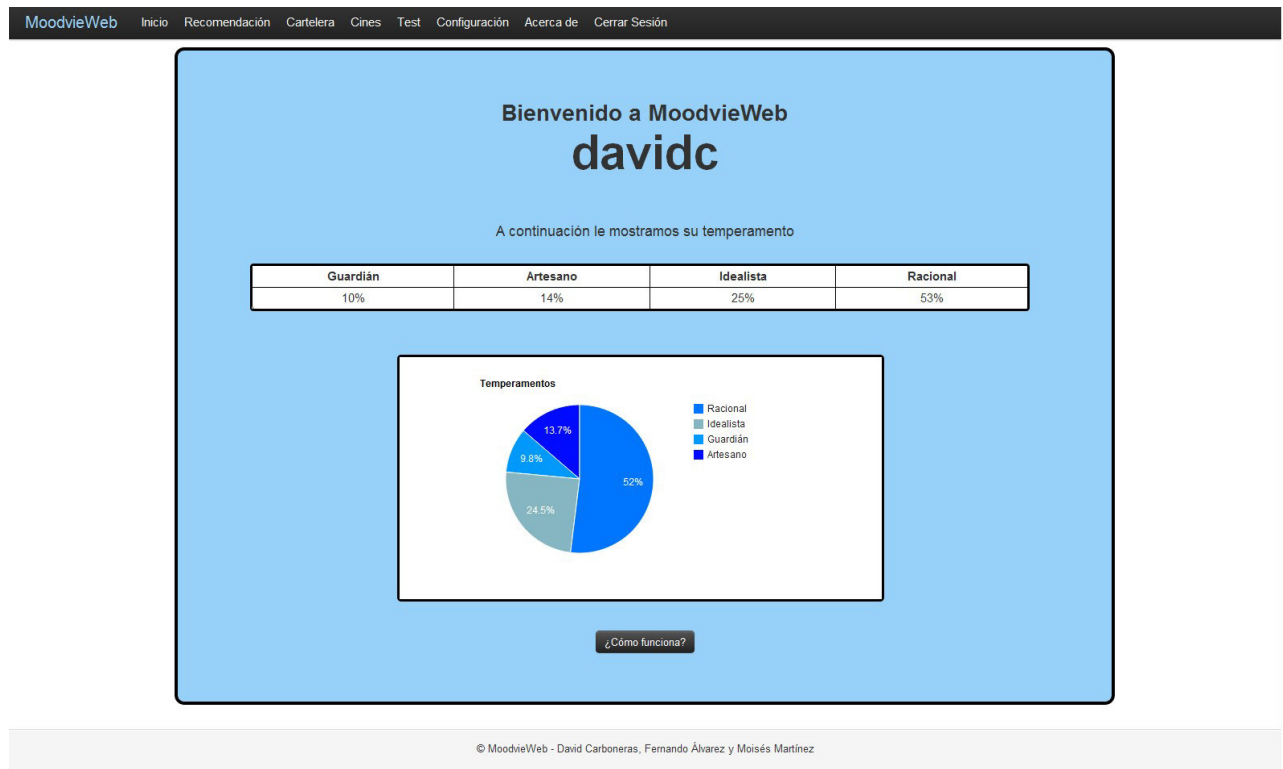 MoodvieWeb Inicio Recomendación Cartelera Cines Test Configuración Acerca de Cerrar Sesión
Bienvenido a MoodvieWeb
davidc
A continuación le mostramos su temperamento
Guardián Artesano Idealista Racional
10% 14% 25% 53%
Temperamentos
13.7%
9.8%
52%
24.5%
Racional
Idealista
Guardián
Artesano
¿Cómo funciona?
© MoodvieWeb - David Carboneras, Fernando Álvarez y Moisés Martínez